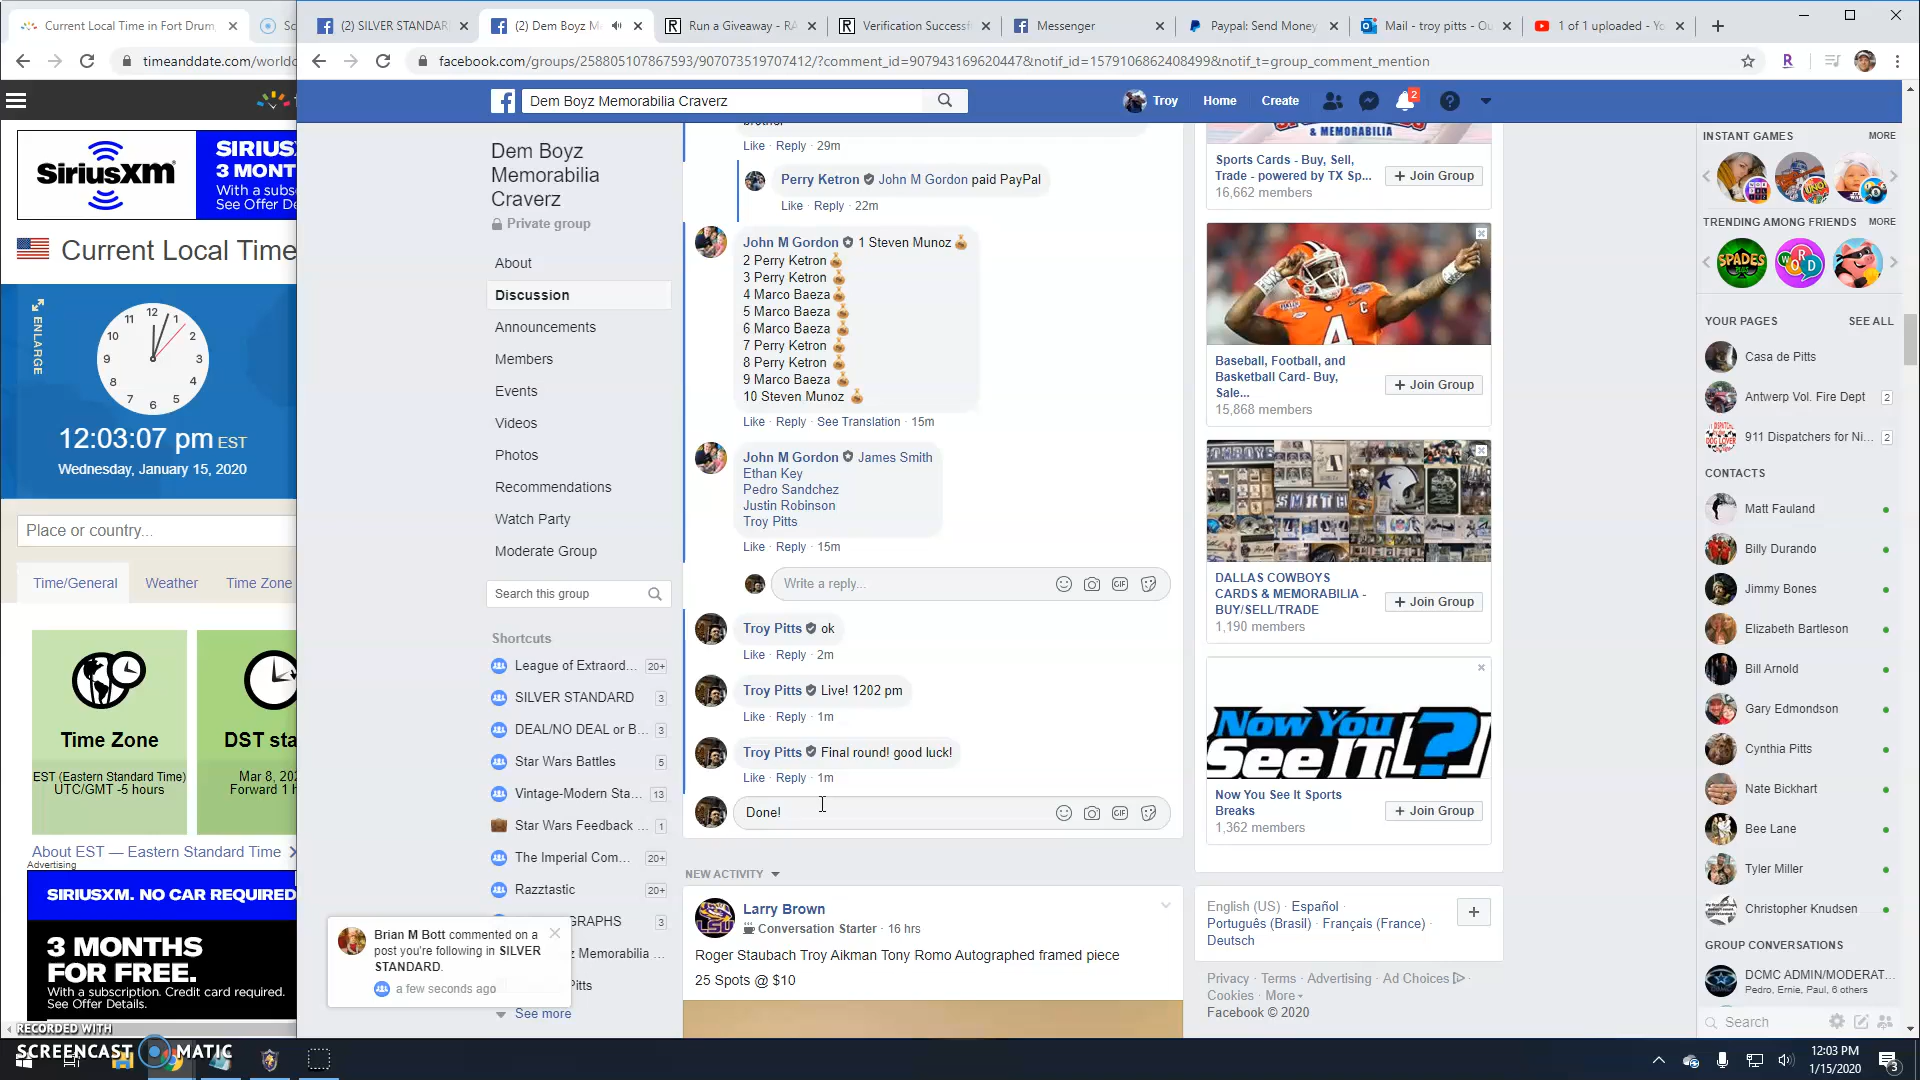 Current Local Time in Fort Drum,
(2) SILVER STANDAR
(2) Dem Boyz M
Run a Giveaway - RA
Verification Successf
Messenger
Paypal: Send Money
Mail - troy pitts - Ou
1 of 1 uploaded - Yo
timeanddate.com/worldc
facebook.com/groups/258805107867593/907073519707412/?comment_id=907943169620447&notif_id=1579106862408499&notif_t=group_comment_mention
Dem Boyz Memorabilia Craverz
Troy
Home
Create
2
SiriusXM
SIRIUS
3 MONT
With a subs
See Offer De
Current Local Time
ENLARGE
12:03:07 pm EST
Wednesday, January 15, 2020
Place or country...
Time/General
Weather
Time Zone
Time Zone
EST (Eastern Standard Time)
UTC/GMT -5 hours
DST sta
Mar 8, 202
Forward 1 h
About EST — Eastern Standard Time
Advertising
SIRIUSXM. NO CAR REQUIRED
3 MONTHS
FOR FREE.
With a subscription. Credit card required.
See Offer Details.
RECORDED WITH
SCREENCAST MATIC
Dem Boyz
Memorabilia
Craverz
Private group
About
Discussion
Announcements
Members
Events
Videos
Photos
Recommendations
Watch Party
Moderate Group
Search this group
Shortcuts
League of Extraord... 20+
SILVER STANDARD 3
DEAL/NO DEAL or B... 3
Star Wars Battles 5
Vintage-Modern Sta... 13
Star Wars Feedback ... 1
The Imperial Com... 20+
Razztastic 20+
GRAPHS 3
z Memorabilia ...
Pitts
See more
Brian M Bott commented on a
post you're following in SILVER
STANDARD.
a few seconds ago
brother
Like · Reply · 29m
Perry Ketron John M Gordon paid PayPal
Like · Reply · 22m
John M Gordon 1 Steven Munoz
2 Perry Ketron
3 Perry Ketron
4 Marco Baeza
5 Marco Baeza
6 Marco Baeza
7 Perry Ketron
8 Perry Ketron
9 Marco Baeza
10 Steven Munoz
Like · Reply · See Translation · 15m
John M Gordon James Smith
Ethan Key
Pedro Sandchez
Justin Robinson
Troy Pitts
Like · Reply · 15m
Write a reply...
Troy Pitts ok
Like · Reply · 2m
Troy Pitts Live! 1202 pm
Like · Reply · 1m
Troy Pitts Final round! good luck!
Like · Reply · 1m
Done!
NEW ACTIVITY
Larry Brown
Conversation Starter · 16 hrs
Roger Staubach Troy Aikman Tony Romo Autographed framed piece
25 Spots @ $10
& MEMORABILIA
Sports Cards - Buy, Sell,
Trade - powered by TX Sp...
16,662 members
+ Join Group
Baseball, Football, and
Basketball Card- Buy,
Sale...
15,868 members
+ Join Group
DALLAS COWBOYS
CARDS & MEMORABILIA -
BUY/SELL/TRADE
1,190 members
+ Join Group
Now You
See It?
Now You See It Sports
Breaks
1,362 members
+ Join Group
English (US) · Español ·
Português (Brasil) · Français (France) ·
Deutsch
Privacy · Terms · Advertising · Ad Choices ·
Cookies · More
Facebook © 2020
INSTANT GAMES MORE
TRENDING AMONG FRIENDS MORE
SPADES
WORD
YOUR PAGES SEE ALL
Casa de Pitts
Antwerp Vol. Fire Dept 2
911 Dispatchers for Ni... 2
CONTACTS
Matt Fauland
Billy Durando
Jimmy Bones
Elizabeth Bartleson
Bill Arnold
Gary Edmondson
Cynthia Pitts
Nate Bickhart
Bee Lane
Tyler Miller
Christopher Knudsen
GROUP CONVERSATIONS
DCMC ADMIN/MODERAT...
Pedro, Ernie, Paul, 6 others
Search
12:03 PM
1/15/2020
3